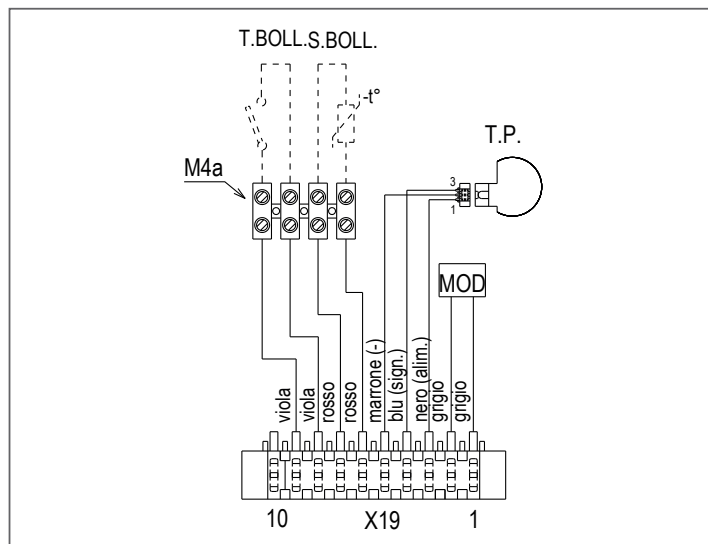 T.BOLL. S.BOLL.
-t°
T.P.
M4a
3
1
MOD
viola
viola
rosso
rosso
marrone (-)
blu (sign.)
nero (alim.)
grigio
grigio
10
X19
1